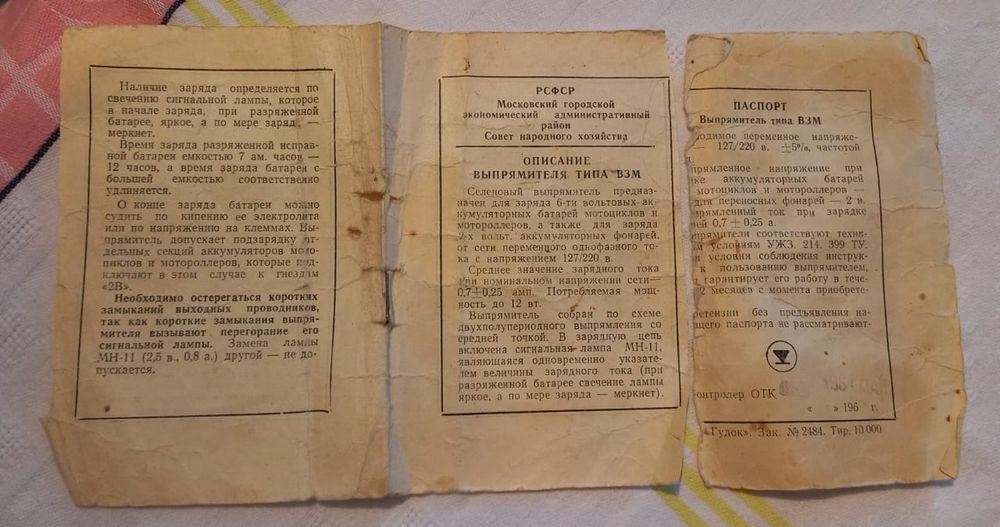 Наличие заряда определяется по
свечению сигнальной лампы, которое
в начале заряда, при разряженной
батарее, яркое, а по мере заряд —
меркнет.
Время заряда разряженной исправ-
ной батареи емкостью 7 ам. часов —
12 часов, а время заряда батареи с
большей емкостью соответственно
удлиняется.
О конце заряда батареи можно
судить по кипению ее электролита
или по напряжению на клеммах. Вы-
прямитель допускает подзарядку от-
дельных секций аккумуляторов мото-
циклов и мотороллеров, которые под-
ключают в этом случае к гнездам
«2В».
Необходимо остерегаться коротких
замыканий выходных проводников,
так как короткие замыкания выпря-
мителя вызывают перегорание его
сигнальной лампы. Замена лампы
МН-11 (2,5 в., 0,8 а.) другой — не до-
пускается.
РСФСР
Московский городской
экономический административный
район
Совет народного хозяйства
ОПИСАНИЕ
ВЫПРЯМИТЕЛЯ ТИПА ВЗМ
Селеновый выпрямитель предназ-
начен для заряда 6-ти вольтовых ак-
кумуляторных батарей мотоциклов и
мотороллеров, а также для заряда
2-х вольт. аккумуляторных фонарей,
от сети переменного однофазного то-
ка с напряжением 127/220 в.
Среднее значение зарядного тока
при номинальном напряжении сети—
0,7±0,25 амп. Потребляемая мощ-
ность до 12 вт.
Выпрямитель собран по схеме
двухполупериодного выпрямления со
средней точкой. В зарядную цепь
включена сигнальная лампа МН-11,
являющаяся одновременно указате-
лем величины зарядного тока (при
разряженной батарее свечение лампы
яркое, а по мере заряда — меркнет).
ПАСПОРТ
Выпрямитель типа ВЗМ
одимое переменное напряже-
— 127/220 в. ±5%, частотой
прямленное напряжение при
ке аккумуляторных батарей
мотоциклов и мотороллеров —
для переносных фонарей — 2 в.
прямленный ток при зарядке
ей 0,7 ± 0,25 а.
прямители соответствуют техни-
м условиям УЖЗ. 214. 399 ТУ.
и условии соблюдения инструк-
к пользованию выпрямителем,
гарантирует его работу в тече-
2 месяцев с момента приобрете-
ретензии без предъявления на-
щего паспорта не рассматривают-
онтролер ОТК
« » 196 г.
«Гудок». Зак. № 2484. Тир. 10 000